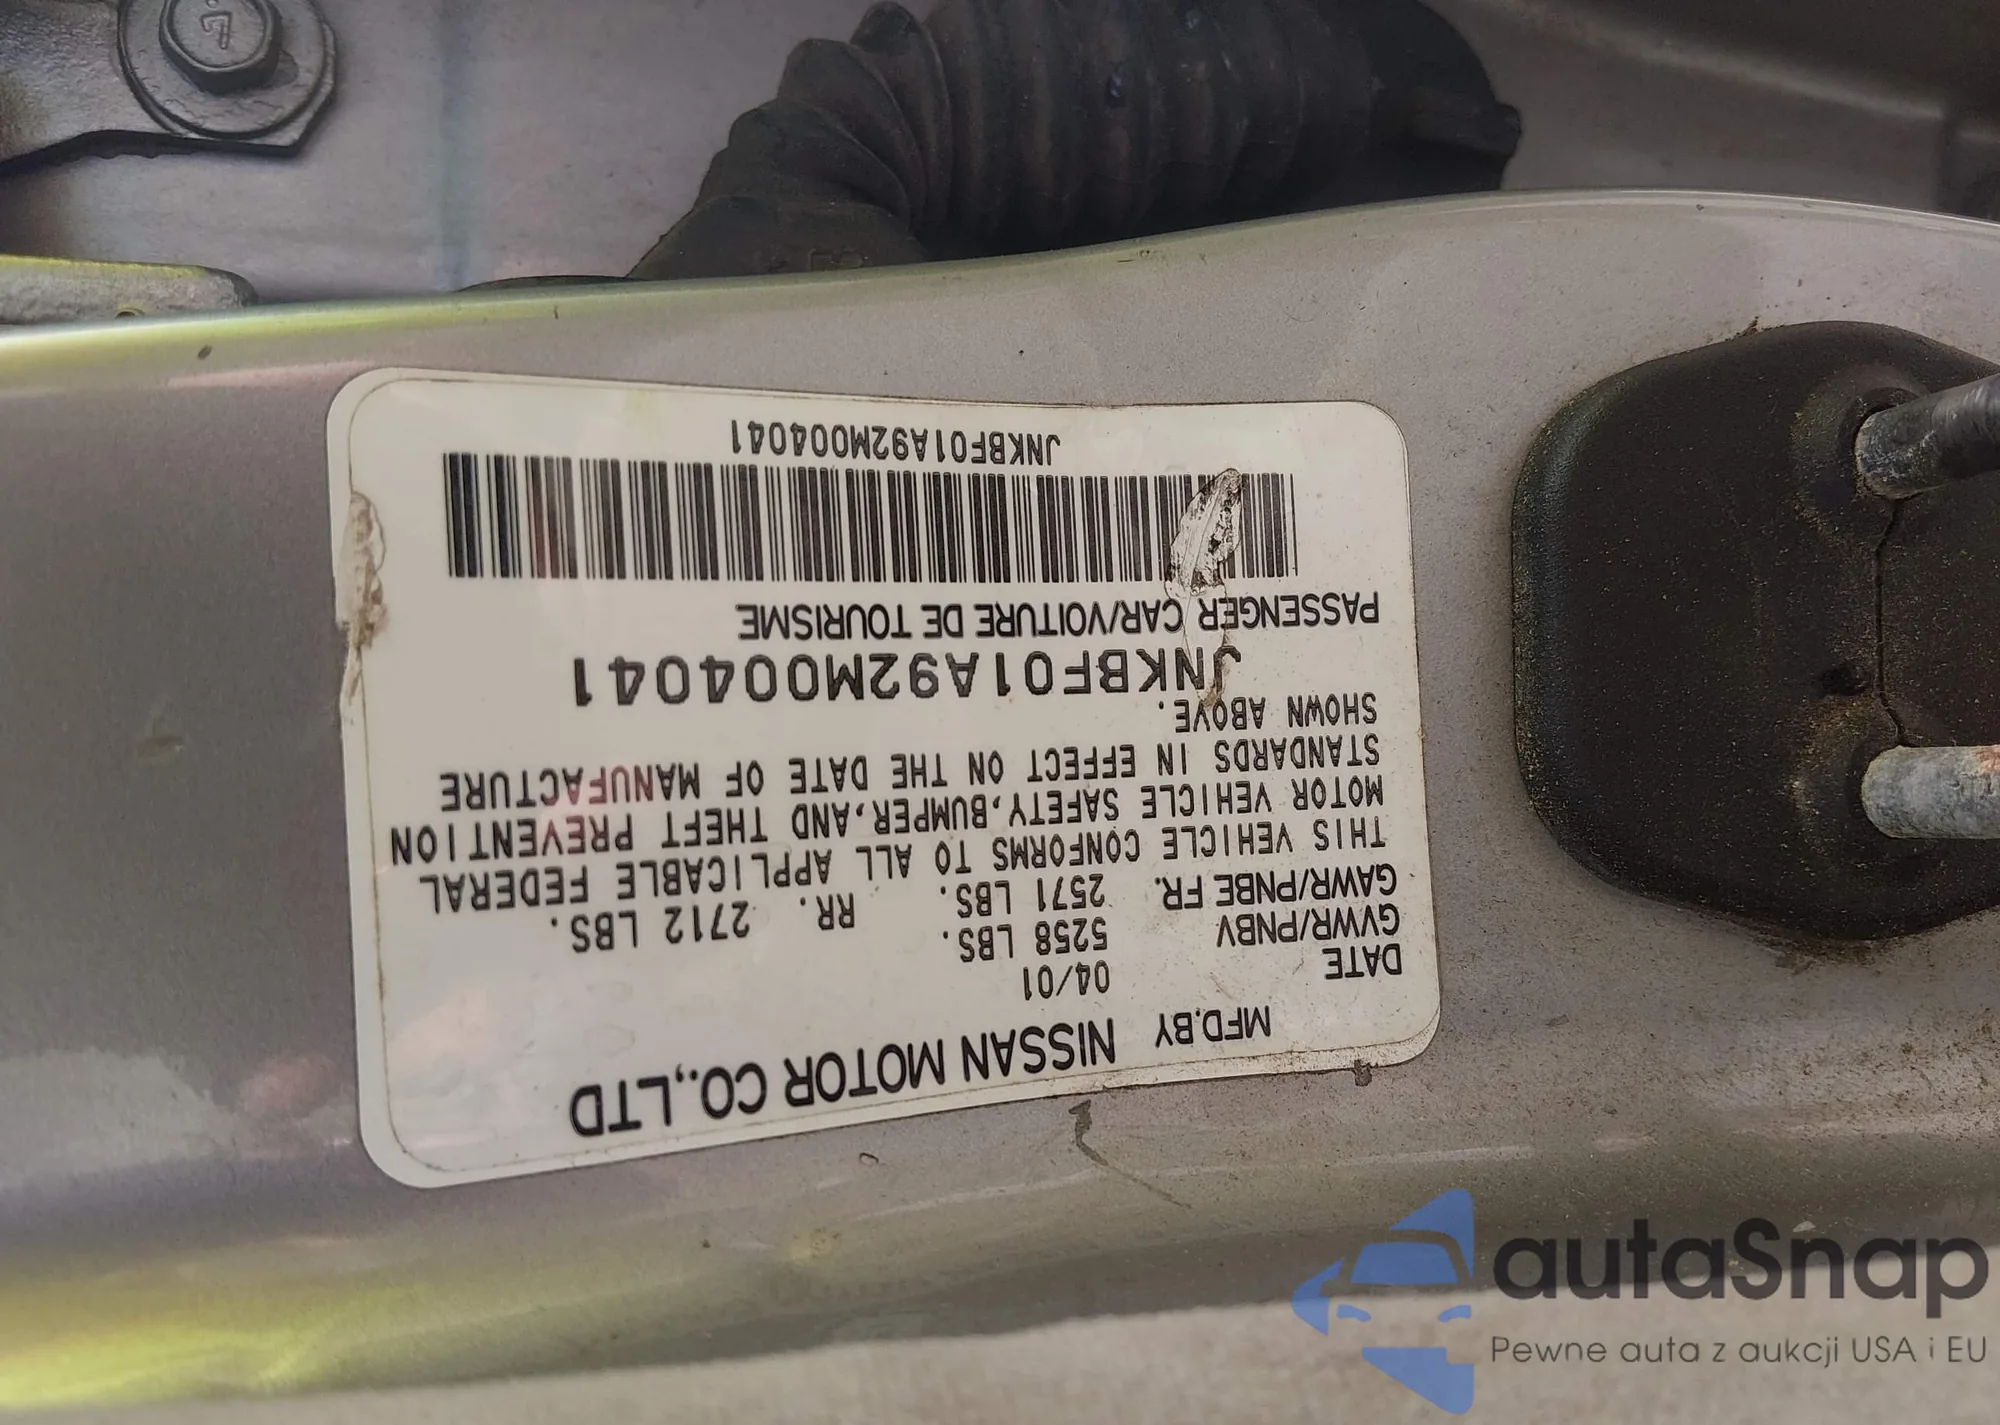 MFD.BY NISSAN MOTOR CO.,LTD
DATE 04/01
GVWR/PNBV 5258 LBS.
GAWR/PNBE FR. 2571 LBS. RR. 2712 LBS.
THIS VEHICLE CONFORMS TO ALL APPLICABLE FEDERAL
MOTOR VEHICLE SAFETY,BUMPER,AND THEFT PREVENTION
STANDARDS IN EFFECT ON THE DATE OF MANUFACTURE
SHOWN ABOVE.
JNKBF01A92M004041
PASSENGER CAR/VOITURE DE TOURISME
JNKBF01A92M004041
7
autaSnap
Pewne auta z aukcji USA i EU